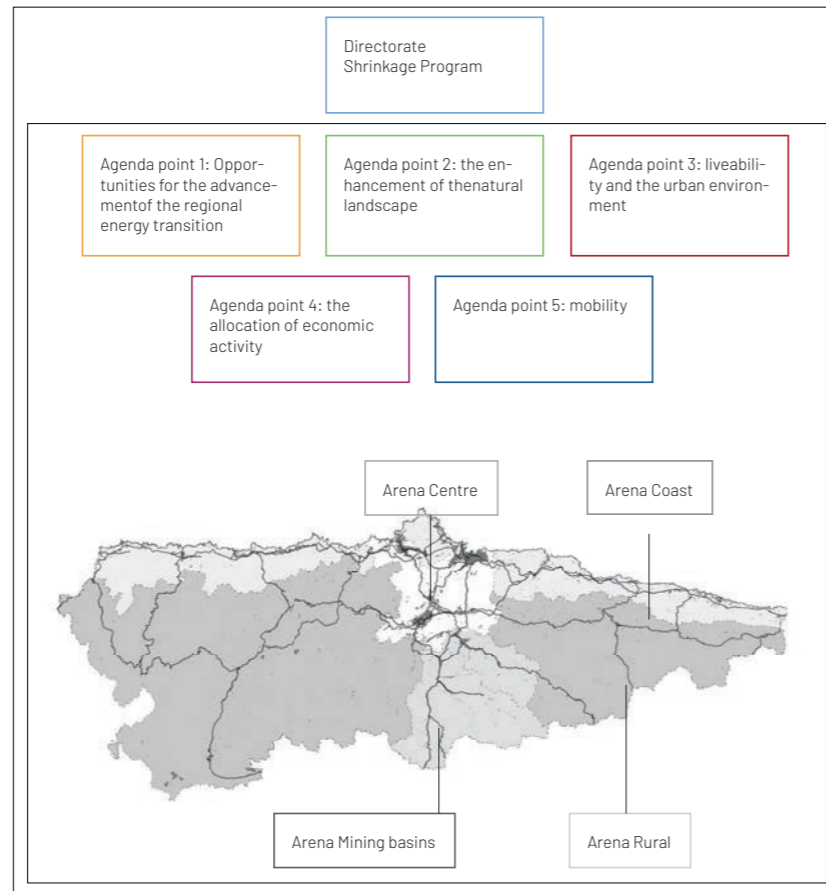 Directorate
Shrinkage Program
Agenda point 1: Oppor-
tunities for the advance-
mentof the regional
energy transition
Agenda point 2: the en-
hancement of thenatural
landscape
Agenda point 3: liveabili-
ty and the urban environ-
ment
Agenda point 4: the
allocation of economic
activity
Agenda point 5: mobility
Arena Centre
Arena Coast
Arena Mining basins
Arena Rural